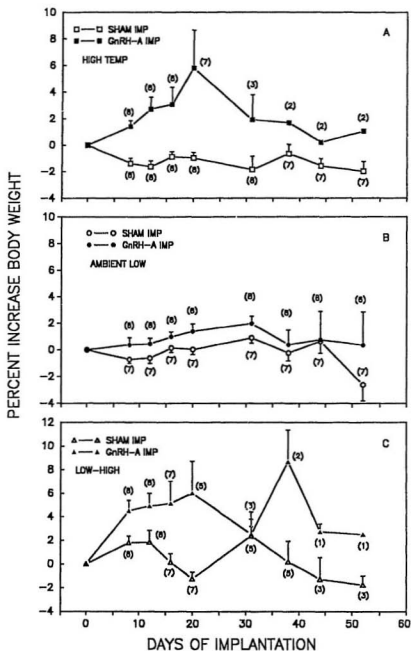 PERCENT INCREASE BODY WEIGHT
10
8
6
4
2
0
-2
-4
SHAM IMP
GnRH-A IMP
HIGH TEMP
A
(8) (8) (8) (7) (3) (2) (2) (2)
(8) (8) (8) (8) (8) (7) (7) (7)
6
4
2
0
-2
-4
SHAM IMP
GnRH-A IMP
AMBIENT LOW
B
(8) (8) (8) (8) (8) (8) (8) (8)
(7) (7) (7) (7) (7) (7) (7) (7)
12
10
8
6
4
2
0
-2
-4
SHAM IMP
GnRH-A IMP
LOW-HIGH
C
(8) (8) (7) (5) (3) (2) (1) (1)
(8) (8) (7) (7) (5) (5) (3) (3)
0 10 20 30 40 50 60
DAYS OF IMPLANTATION